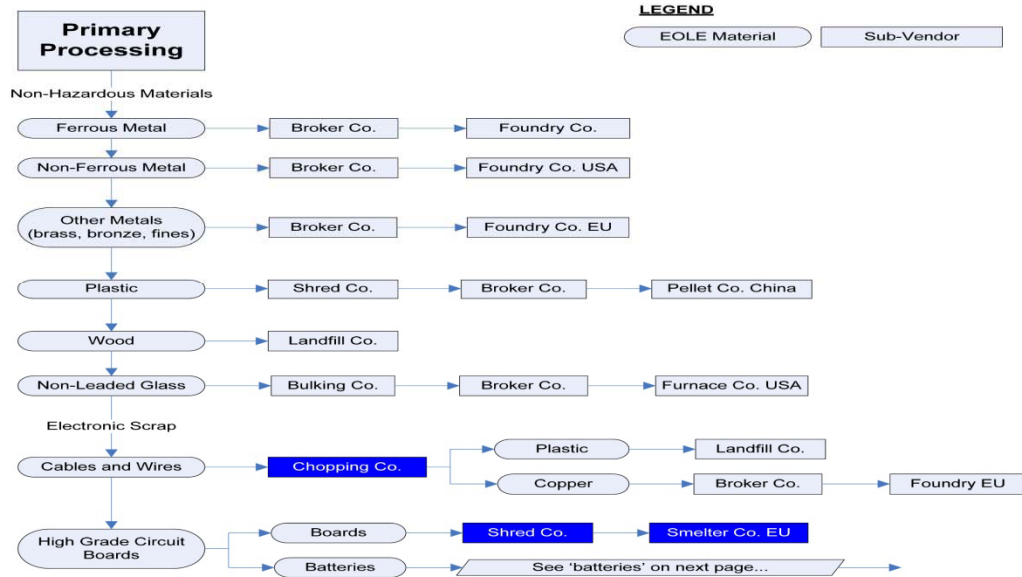 LEGEND
EOLE Material
Sub-Vendor
Primary
Processing
Non-Hazardous Materials
Ferrous Metal
Broker Co.
Foundry Co.
Non-Ferrous Metal
Broker Co.
Foundry Co. USA
Other Metals
(brass, bronze, fines)
Broker Co.
Foundry Co. EU
Plastic
Shred Co.
Broker Co.
Pellet Co. China
Wood
Landfill Co.
Non-Leaded Glass
Bulking Co.
Broker Co.
Furnace Co. USA
Electronic Scrap
Cables and Wires
Chopping Co.
Plastic
Landfill Co.
Copper
Broker Co.
Foundry EU
High Grade Circuit
Boards
Boards
Shred Co.
Smelter Co. EU
Batteries
See ‘batteries’ on next page...